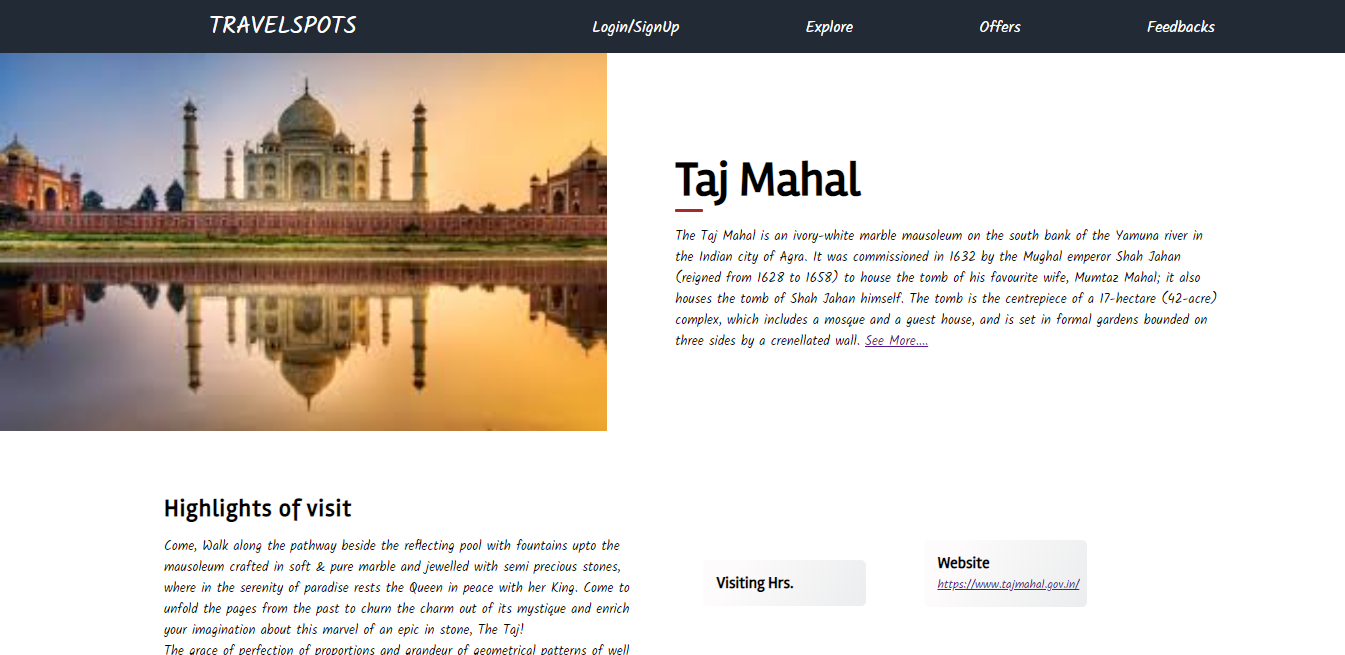 TRAVELSPOTS
Login/SignUp
Explore
Offers
Feedbacks
Taj Mahal
The Taj Mahal is an ivory-white marble mausoleum on the south bank of the Yamuna river in
the Indian city of Agra. It was commissioned in 1632 by the Mughal emperor Shah Jahan
(reigned from 1628 to 1658) to house the tomb of his favourite wife, Mumtaz Mahal; it also
houses the tomb of Shah Jahan himself. The tomb is the centrepiece of a 17-hectare (42-acre)
complex, which includes a mosque and a guest house, and is set in formal gardens bounded on
three sides by a crenellated wall. See More....
Highlights of visit
Come, Walk along the pathway beside the reflecting pool with fountains upto the
mausoleum crafted in soft & pure marble and jewelled with semi precious stones,
where in the serenity of paradise rests the Queen in peace with her King. Come to
unfold the pages from the past to churn the charm out of its mystique and enrich
your imagination about this marvel of an epic in stone, The Taj!
The grace of perfection of proportions and grandeur of geometrical patterns of well
Visiting Hrs.
Website
https://www.tajmahal.gov.in/